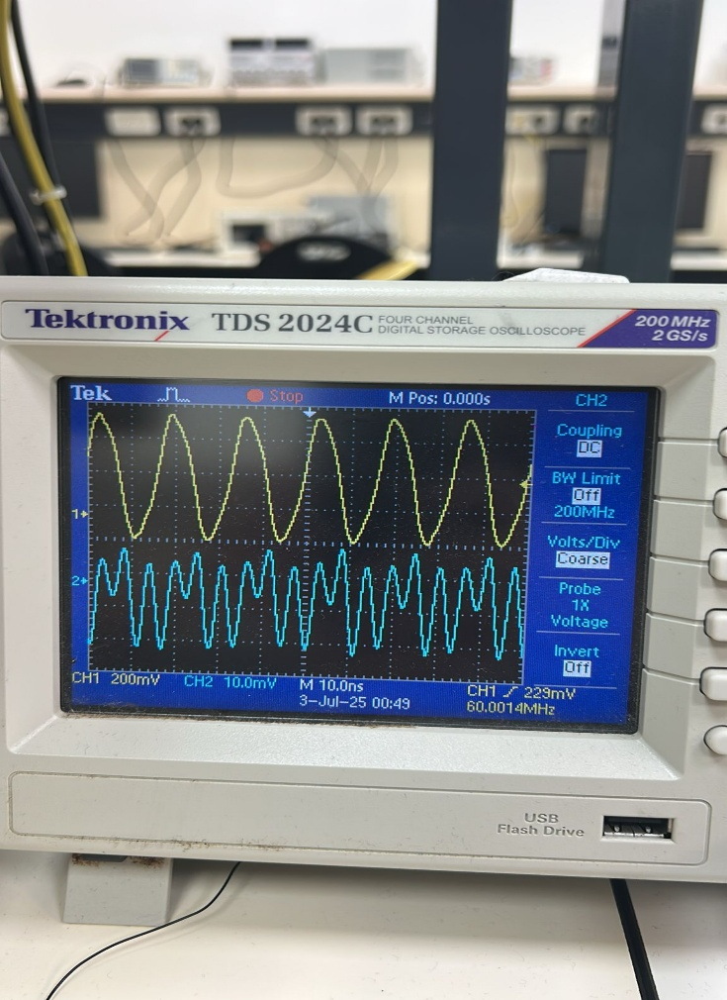 Tektronix TDS 2024C FOUR CHANNEL
DIGITAL STORAGE OSCILLOSCOPE
200 MHz
2 GS/s
Tek Stop M Pos: 0.000s CH2
Coupling
DC
BW Limit
Off
200MHz
Volts/Div
Coarse
Probe
1X
Voltage
Invert
Off
1
2
CH1 200mV CH2 10.0mV M 10.0ns CH1 229mV
3-Jul-25 00:49 60.0014MHz
USB
Flash Drive